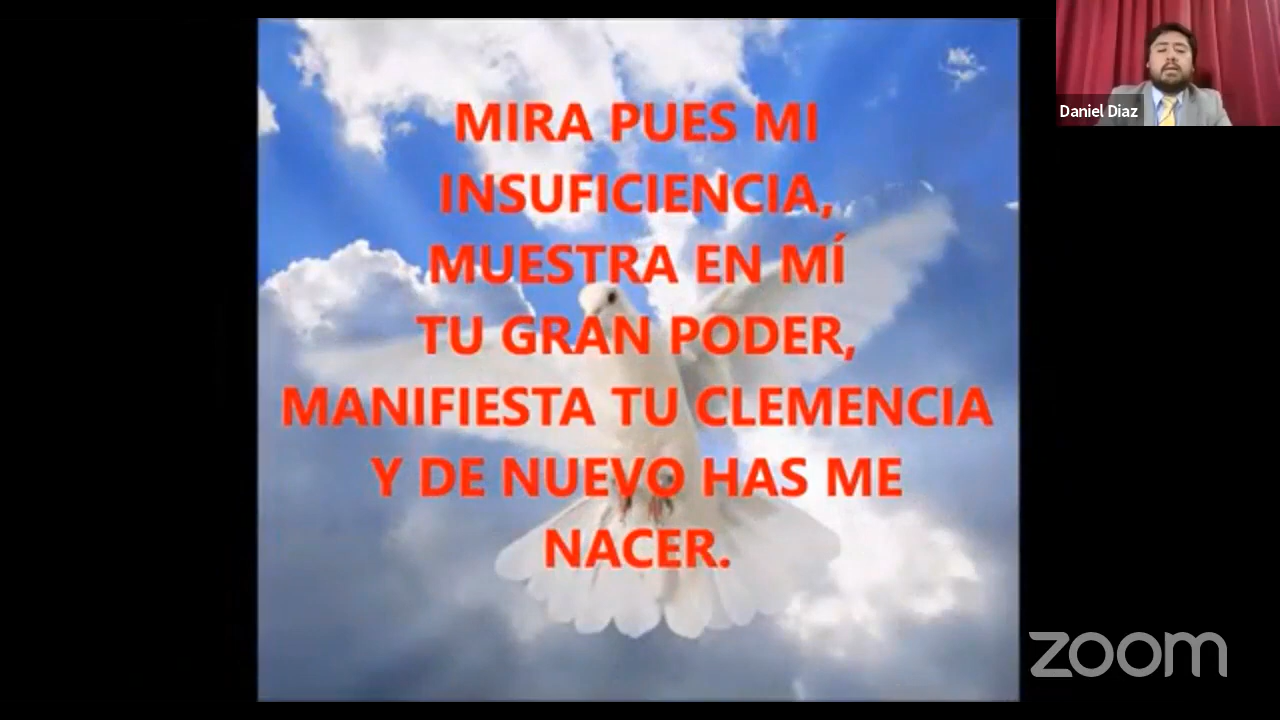 MIRA PUES MI
INSUFICIENCIA,
MUESTRA EN MÍ
TU GRAN PODER,
MANIFIESTA TU CLEMENCIA
Y DE NUEVO HAS ME
NACER.
Daniel Diaz
zoom